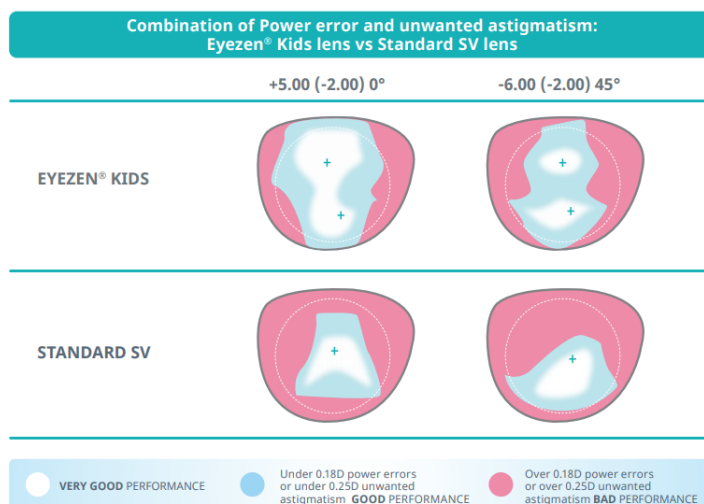 Combination of Power error and unwanted astigmatism:
Eyezen® Kids lens vs Standard SV lens
+5.00 (-2.00) 0°
-6.00 (-2.00) 45°
EYEZEN® KIDS
STANDARD SV
VERY GOOD PERFORMANCE
Under 0.18D power errors
or under 0.25D unwanted
astigmatism GOOD PERFORMANCE
Over 0.18D power errors
or over 0.25D unwanted
astigmatism BAD PERFORMANCE